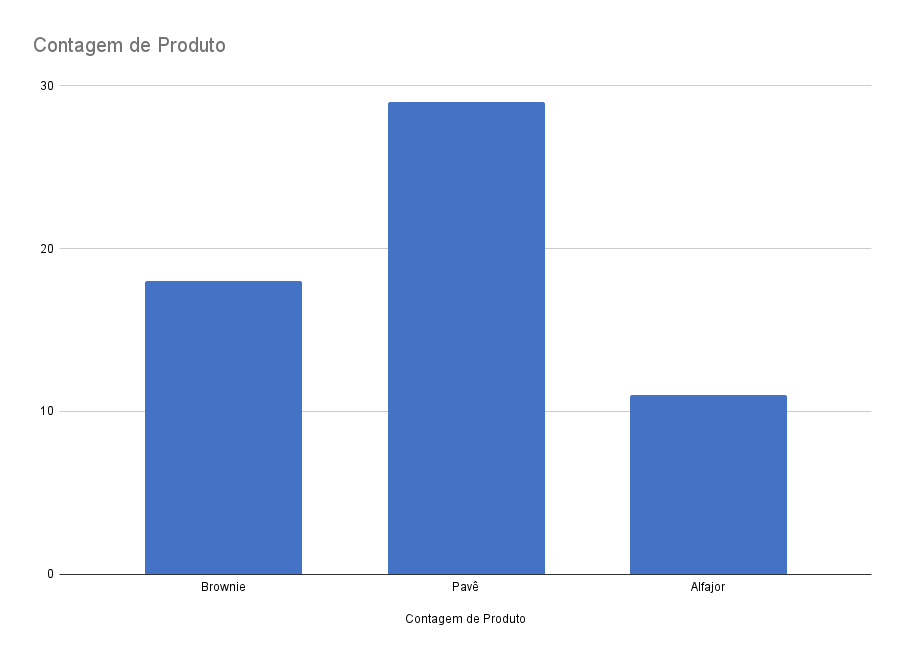 Contagem de Produto
30
20
10
0
Brownie Pavê Alfajor
Contagem de Produto